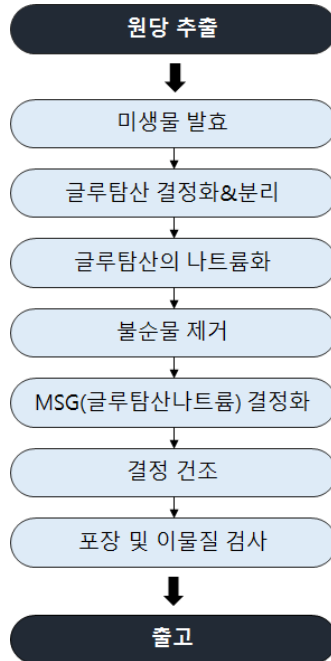 원당 추출
미생물 발효
글루탐산 결정화&분리
글루탐산의 나트륨화
불순물 제거
MSG(글루탐산나트륨) 결정화
결정 건조
포장 및 이물질 검사
출고